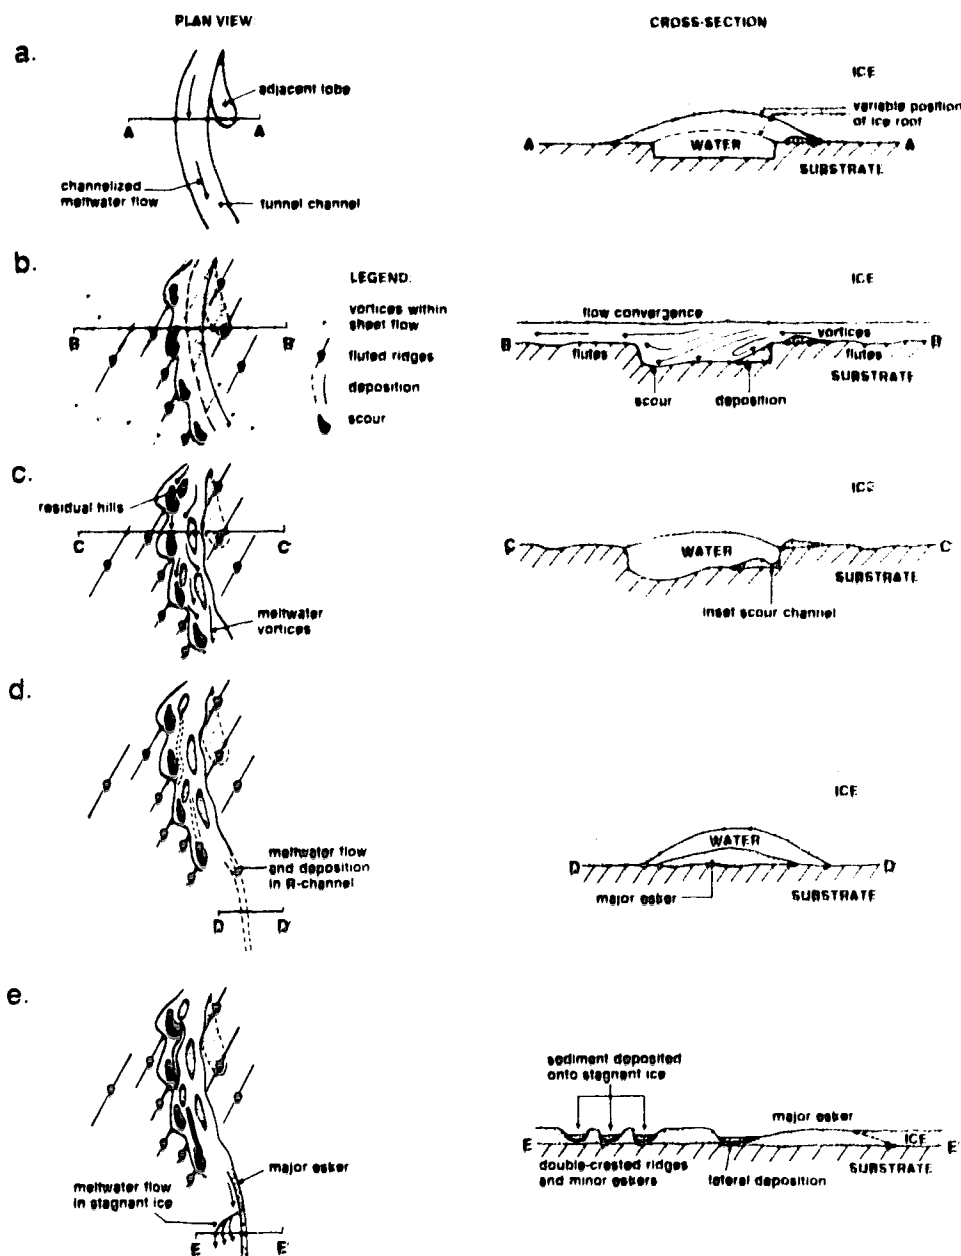 PLAN VIEW
CROSS-SECTION
a.
adjacent lobe
A
A
channelized
meltwater flow
tunnel channel
ICE
variable position
of ice roof
A
WATER
A
SUBSTRATE
b.
B
B'
LEGEND:
vortices within
sheet flow
fluted ridges
deposition
scour
ICE
flow convergence
vortices
B
flutes
flutes
B'
SUBSTRATE
scour
deposition
c.
residual hills
C
C'
meltwater
vortices
ICE
C
WATER
C'
SUBSTRATE
inset scour channel
d.
meltwater flow
and deposition
in R-channel
D
D'
ICE
WATER
D
D'
major esker
SUBSTRATE
e.
major esker
meltwater flow
in stagnant ice
E
E'
sediment deposited
onto stagnant ice
major esker
E
ICE
E'
SUBSTRATE
double-crested ridges
and minor eskers
lateral deposition